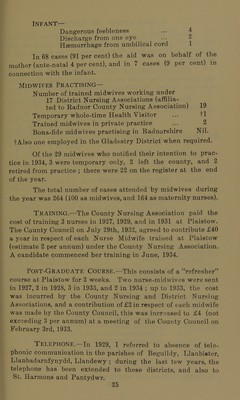 INFANT—
Dangerous feebleness — 4
Discharge from one eye ... 2
Hæmorrhage from umbilical cord 1
In 68 cases (91 per cent) the aid was on behalf of the
mother (ante-natal 4 per cent), and in 7 cases (9 per cent) in
connection with the infant.
MIDWIVES PRACTISING—
Number of trained midwives working under
17 District Nursing Associations (affilia-
ted to Radnor County Nursing Association) 19
Temporary whole-time Health Visitor ... †1
Trained midwives in private practice ... 2
Bona-fide midwives practising in Radnorshire Nil.
†Also one employed in the Gladestry District when required.
Of the 29 midwives who notified their intention to prac-
tice in 1934, 3 were temporary only, 2 left the county, and 2
retired from practice ; there were 22 on the register at the end
of the year.
The total number of cases attended by midwives during
the year was 264 (100 as midwives, and 164 as maternity nurses).
TRAINING.—The County Nursing Association paid the
cost of training 3 nurses in 1927, 1929, and in 1931 at Plaistow.
The County Council on July 29th, 1932, agreed to contribute £40
a year in respect of each Nurse Midwife trained at Plaistow
(estimate 2 per annum) under the County Nursing Association.
A candidate commenced her training in June, 1934.
POST-GRADUATE COURSE.—This consists of a "refresher"
course at Plaistow for 2 weeks. Two nurse-midwives were sent
in 1927, 2 in 1928, 3 in 1933, and 2 in 1934 ; up to 1933, the cost
was incurred by the County Nursing and District Nursing
Associations, and a contribution of £2 in respect of each midwife
was made by the County Council, this was increased to £4 (not
exceeding 3 per annum) at a meeting of the County Council on
February 3rd, 1933.
TELEPHONE.—In 1929, I referred to absence of tele-
phonic communication in the parishes of Beguildy, Llanbister,
Llanbadarnfynydd, Llandewy ; during the last few years, the
telephone has been extended to these districts, and also to
St. Harmons and Pantydwr.
25